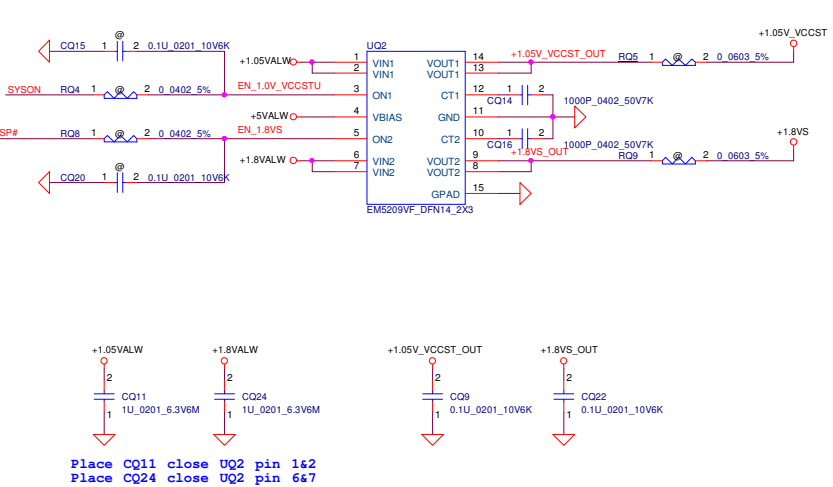 +1.05V_VCCST
@
CQ15 1 2 0.1U_0201_10V6K
UQ2
+1.05VALW 1 VIN1 VOUT1 14 +1.05V_VCCST_OUT RQ5 1 @ 2 0_0603_5%
2 VIN1 VOUT1 13
SYSON RQ4 1 @ 2 0_0402_5% EN_1.0V_VCCSTU 3 ON1 CT1 12 CQ14 1 2 1000P_0402_50V7K
+5VALW 4 VBIAS GND 11
SP# RQ8 1 @ 2 0_0402_5% EN_1.8VS 5 ON2 CT2 10 CQ16 1 2 1000P_0402_50V7K
+1.8VS
+1.8VALW 6 VIN2 VOUT2 9 +1.8VS_OUT RQ9 1 @ 2 0_0603_5%
7 VIN2 VOUT2 8
@
CQ20 1 2 0.1U_0201_10V6K
GPAD 15
EM5209VF_DFN14_2X3
+1.05VALW +1.8VALW +1.05V_VCCST_OUT +1.8VS_OUT
2 2 2 2
CQ11 CQ24 CQ9 CQ22
1U_0201_6.3V6M 1U_0201_6.3V6M 0.1U_0201_10V6K 0.1U_0201_10V6K
1 1 1 1
Place CQ11 close UQ2 pin 1&2
Place CQ24 close UQ2 pin 6&7